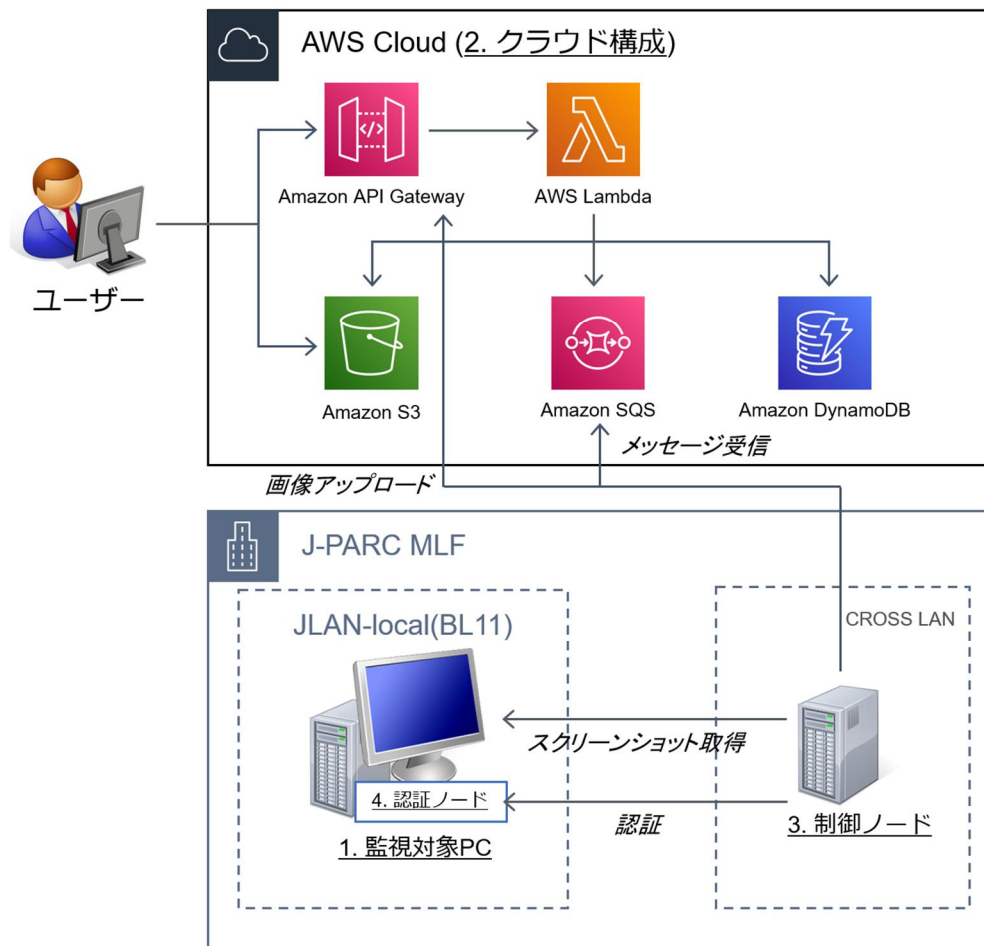 AWS Cloud (2. クラウド構成)
Amazon API Gateway
AWS Lambda
ユーザー
Amazon S3
Amazon SQS
Amazon DynamoDB
メッセージ受信
画像アップロード
J-PARC MLF
JLAN-local(BL11)
CROSS LAN
スクリーンショット取得
4. 認証ノード
認証
1. 監視対象PC
3. 制御ノード